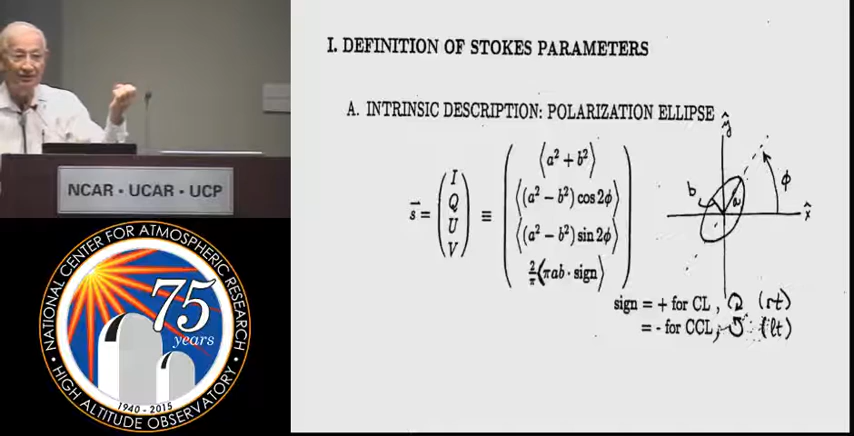 I. DEFINITION OF STOKES PARAMETERS
A. INTRINSIC DESCRIPTION: POLARIZATION ELLIPSE
s⃗ = (I Q U V) ≡
⟨a² + b²⟩
⟨(a² − b²) cos 2ϕ⟩
⟨(a² − b²) sin 2ϕ⟩
2/π ⟨πab · sign⟩
ŷ
b
a
ϕ
x̂
sign = + for CL, ↻ (rt)
= - for CCL, ↺ (lt)
NCAR • UCAR • UCP
NATIONAL CENTER FOR ATMOSPHERIC RESEARCH
75
years
1940 - 2015
HIGH ALTITUDE OBSERVATORY